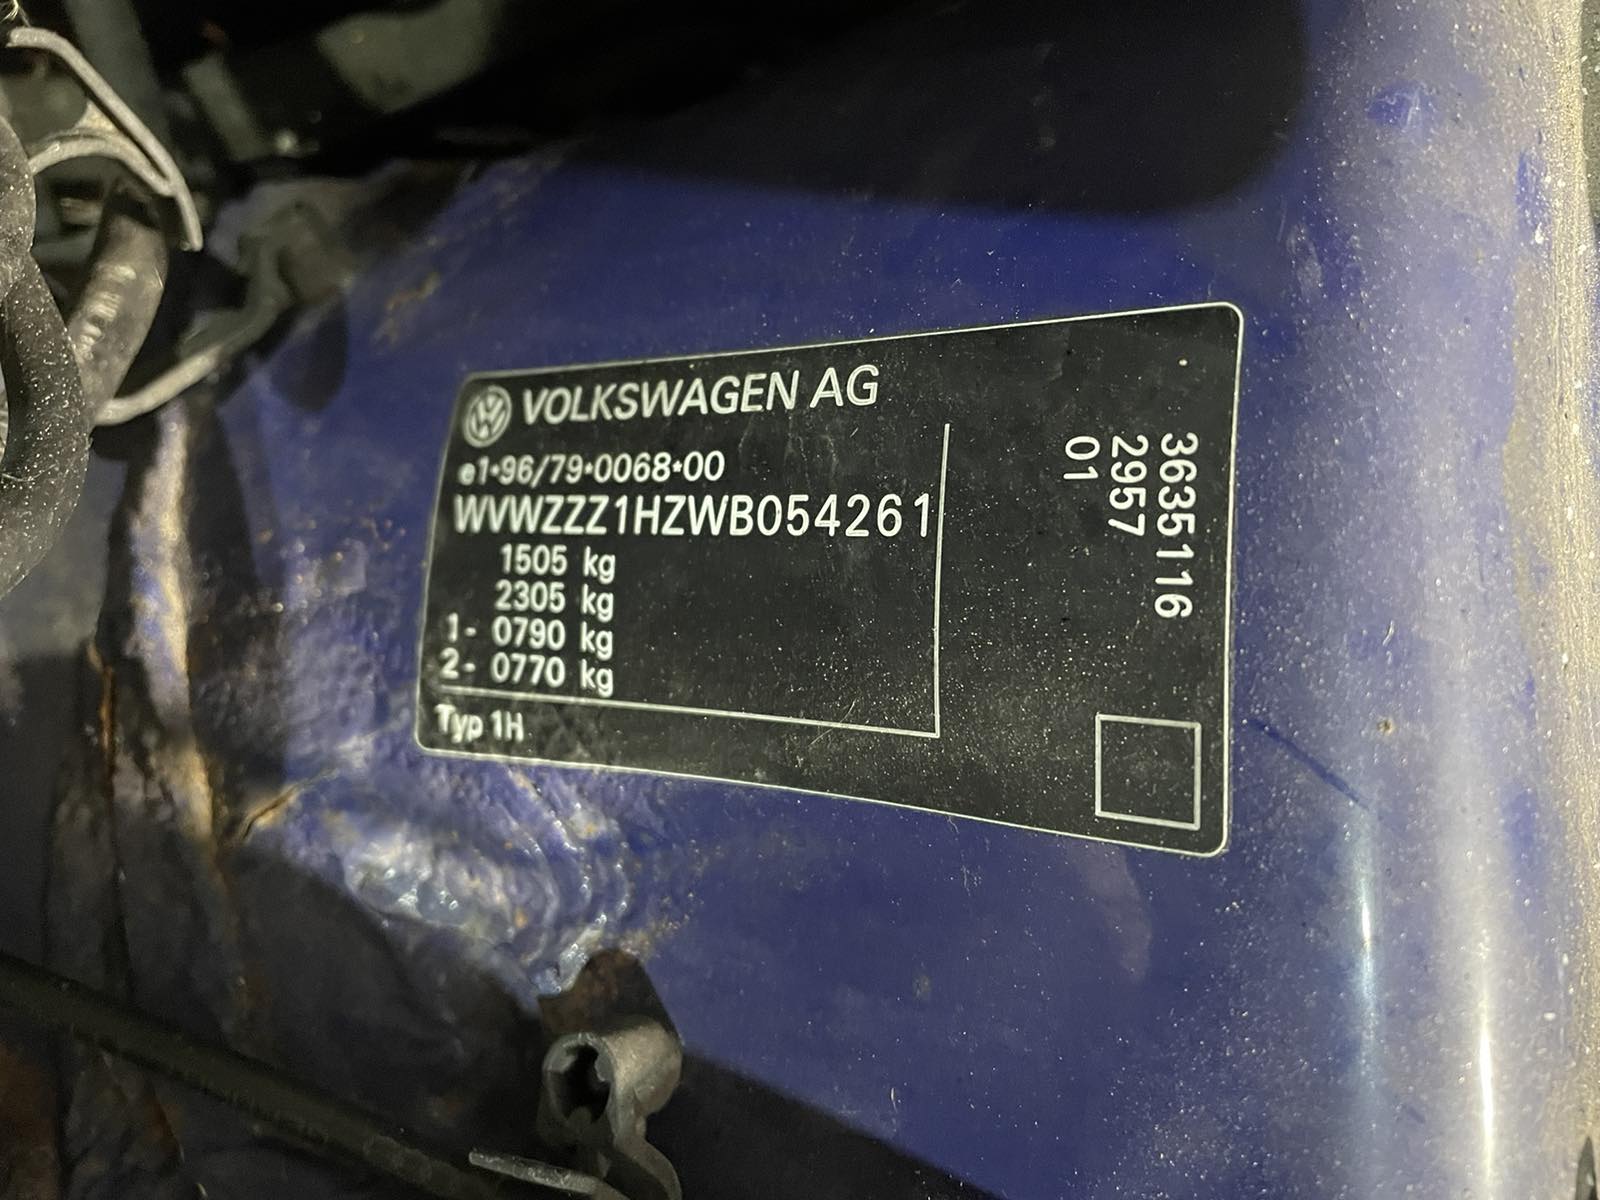 VOLKSWAGEN AG
e1*96/79*0068*00
WVWZZZ1HZWB054261
1505 kg
2305 kg
1- 0790 kg
2- 0770 kg
Typ 1H
3635116
2957
01